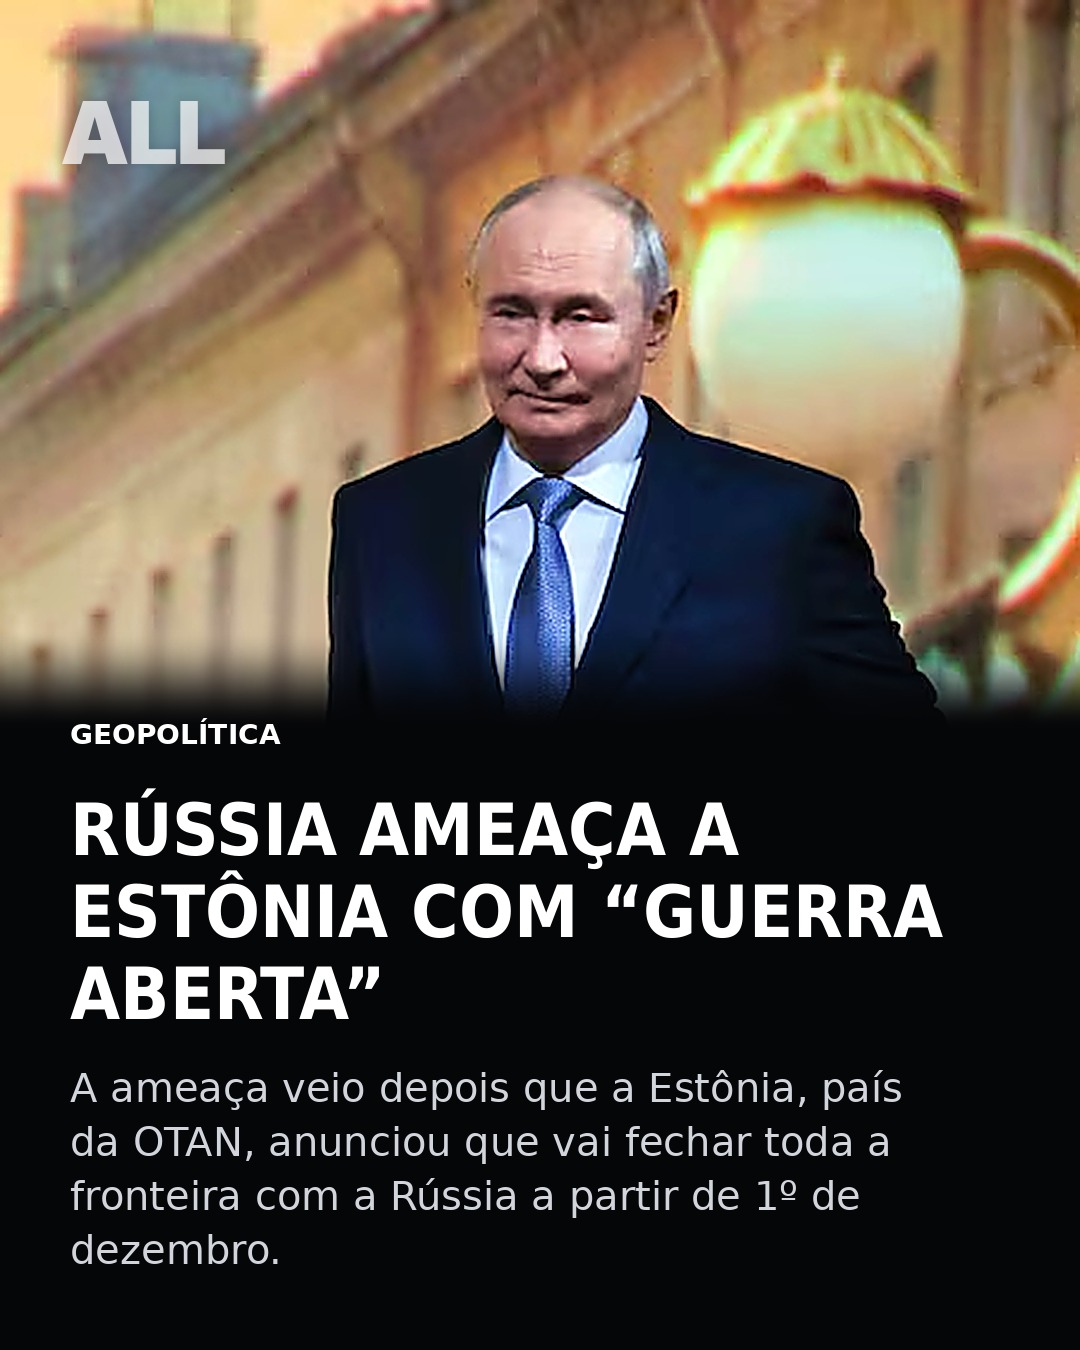 ALL
GEOPOLÍTICA
RÚSSIA AMEAÇA A
ESTÔNIA COM “GUERRA
ABERTA”
A ameaça veio depois que a Estônia, país
da OTAN, anunciou que vai fechar toda a
fronteira com a Rússia a partir de 1º de
dezembro.